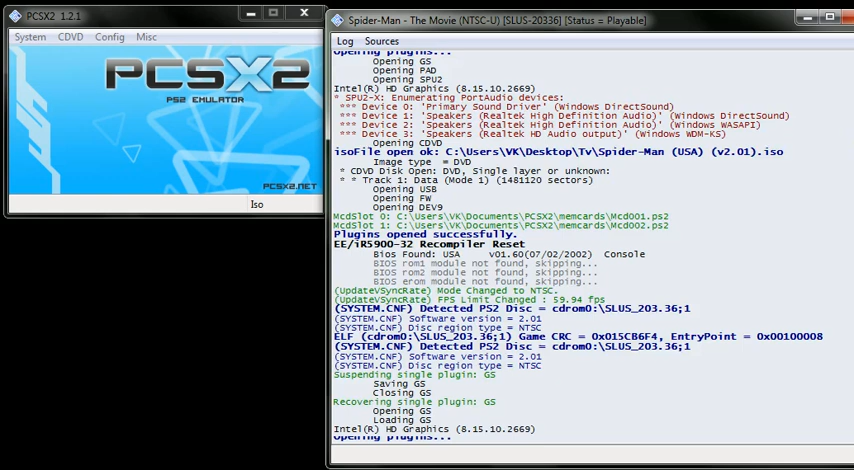 PCSX2 1.2.1
System CDVD Config Misc
PCSX2
PS2 EMULATOR
PCSX2.NET
Iso
Spider-Man - The Movie (NTSC-U) [SLUS-20336] [Status = Playable]
Log Sources
Opening plugins...
Opening GS
Opening PAD
Opening SPU2
Intel(R) HD Graphics (8.15.10.2669)
* SPU2-X: Enumerating PortAudio devices:
*** Device 0: 'Primary Sound Driver' (Windows DirectSound)
*** Device 1: 'Speakers (Realtek High Definition Audio)' (Windows DirectSound)
*** Device 2: 'Speakers (Realtek High Definition Audio)' (Windows WASAPI)
*** Device 3: 'Speakers (Realtek HD Audio output)' (Windows WDM-KS)
Opening CDVD
isoFile open ok: C:\Users\VK\Desktop\Tv\Spider-Man (USA) (v2.01).iso
Image type = DVD
* CDVD Disk Open: DVD, Single layer or unknown:
* * Track 1: Data (Mode 1) (1481120 sectors)
Opening USB
Opening FW
Opening DEV9
McdSlot 0: C:\Users\VK\Documents\PCSX2\memcards\Mcd001.ps2
McdSlot 1: C:\Users\VK\Documents\PCSX2\memcards\Mcd002.ps2
Plugins opened successfully.
EE/iR5900-32 Recompiler Reset
Bios Found: USA v01.60(07/02/2002) Console
BIOS rom1 module not found, skipping...
BIOS rom2 module not found, skipping...
BIOS erom module not found, skipping...
(UpdateVSyncRate) Mode Changed to NTSC.
(UpdateVSyncRate) FPS Limit Changed : 59.94 fps
(SYSTEM.CNF) Detected PS2 Disc = cdrom0:\SLUS_203.36;1
(SYSTEM.CNF) Software version = 2.01
(SYSTEM.CNF) Disc region type = NTSC
ELF (cdrom0:\SLUS_203.36;1) Game CRC = 0x015CB6F4, EntryPoint = 0x00100008
(SYSTEM.CNF) Detected PS2 Disc = cdrom0:\SLUS_203.36;1
(SYSTEM.CNF) Software version = 2.01
(SYSTEM.CNF) Disc region type = NTSC
Suspending single plugin: GS
Saving GS
Closing GS
Recovering single plugin: GS
Opening GS
Loading GS
Intel(R) HD Graphics (8.15.10.2669)
Opening plugins...